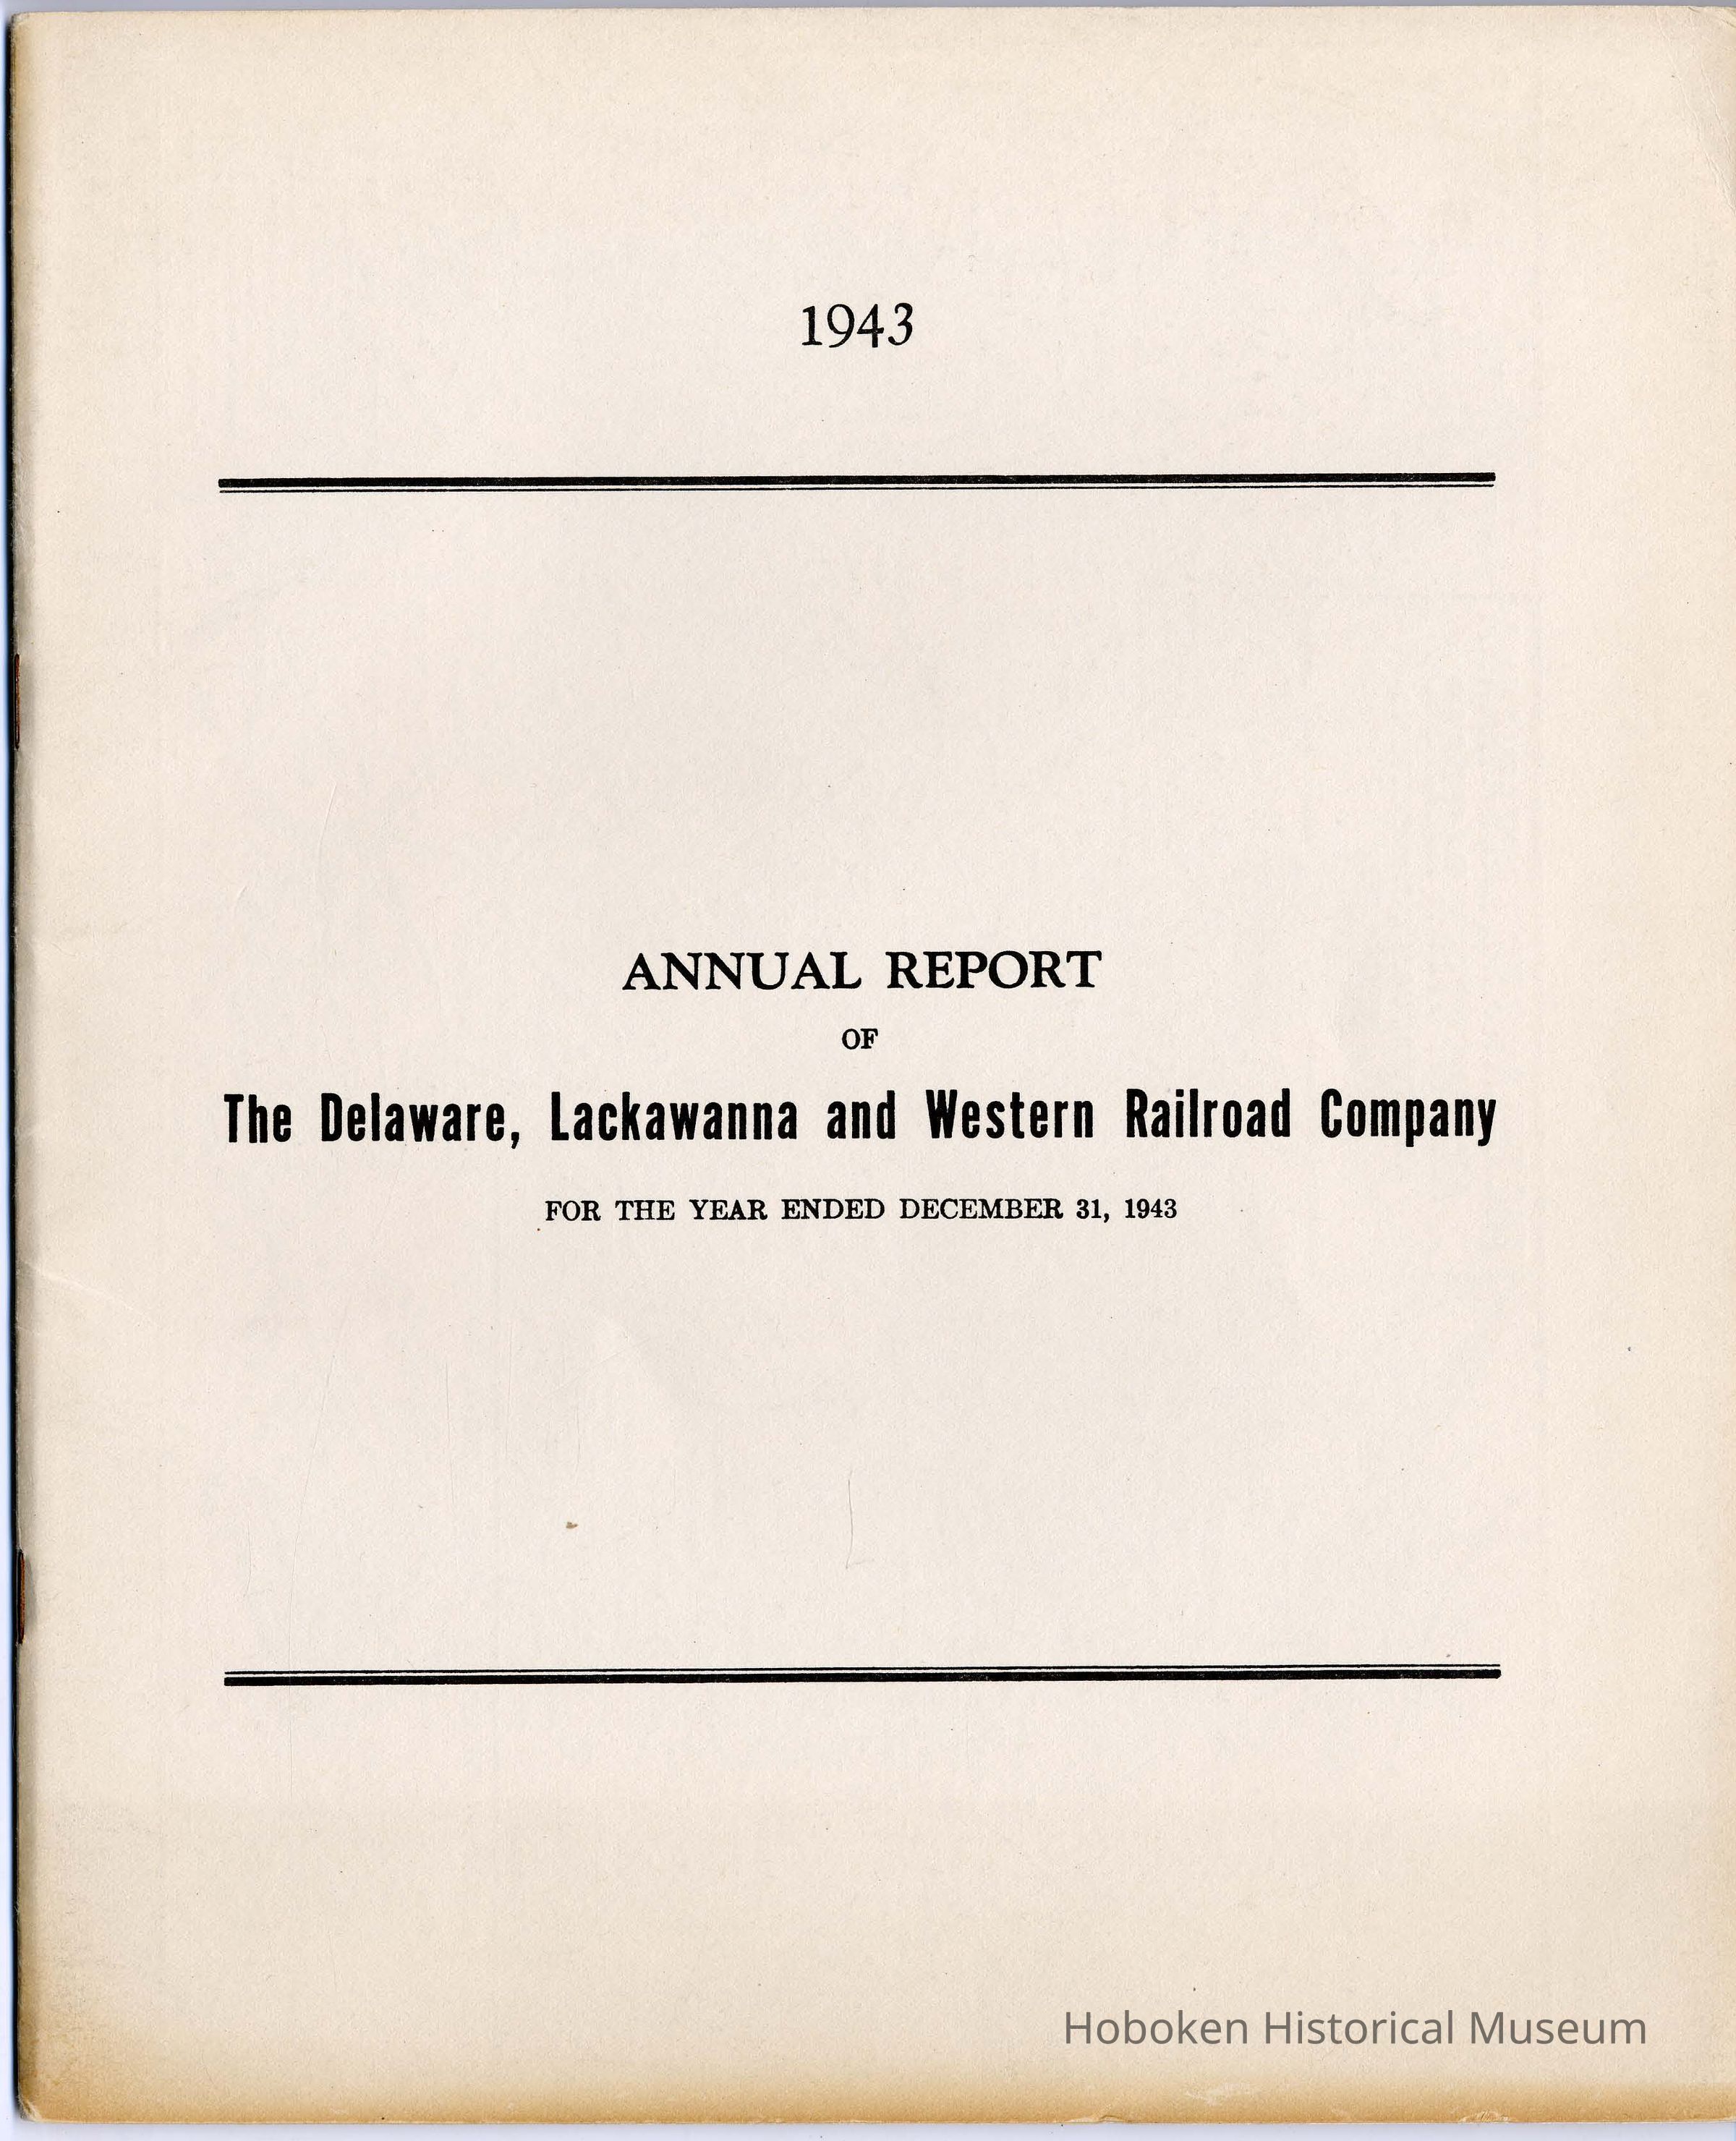 1943
ANNUAL REPORT
OF
The Delaware, Lackawanna and Western Railroad Company
FOR THE YEAR ENDED DECEMBER 31, 1943
Hoboken Historical Museum